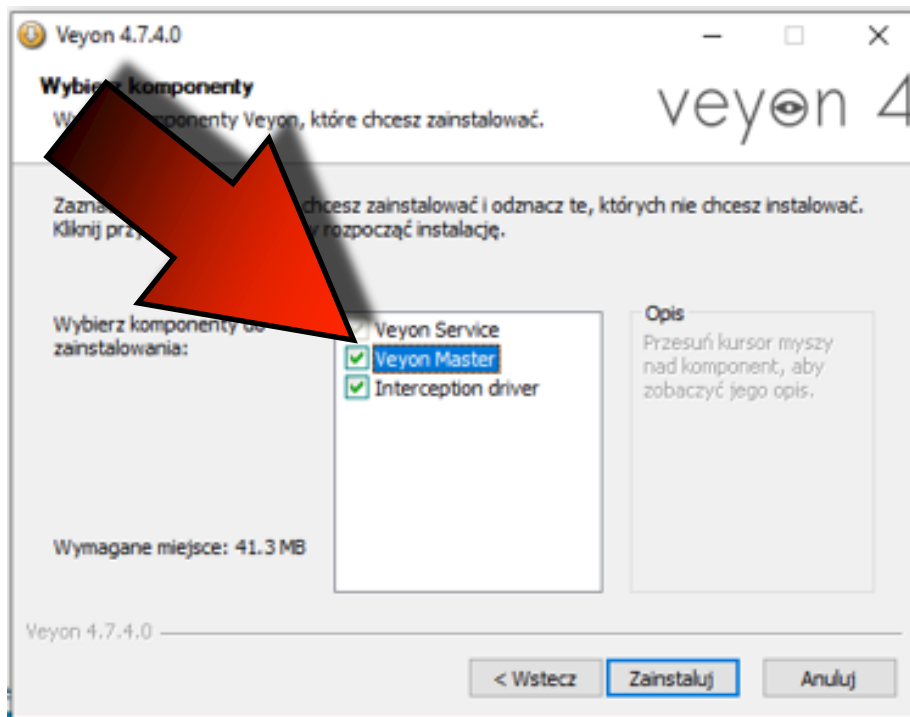 Veyon 4.7.4.0
Wybierz komponenty
komponenty Veyon, które chcesz zainstalować.
veyon 4
chcesz zainstalować i odznacz te, których nie chcesz instalować.
Kliknij rozpocząć instalację.
Wybierz komponenty do
zainstalowania:
Veyon Service
Veyon Master
Interception driver
Opis
Przesuń kursor myszy
nad komponent, aby
zobaczyć jego opis.
Wymagane miejsce: 41.3 MB
Veyon 4.7.4.0
< Wstecz
Zainstaluj
Anuluj